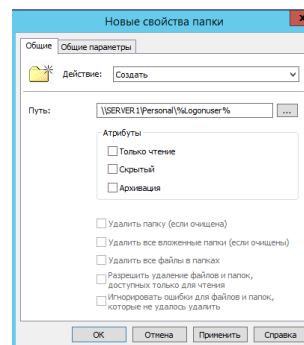 Новые свойства папки
Общие
Общие параметры
Действие:
Создать
Путь:
\\SERVER1\Personal\%Logonuser%
...
Атрибуты
Только чтение
Скрытый
Архивация
Удалить папку (если очищена)
Удалить все вложенные папки (если очищены)
Удалить все файлы в папках
Разрешить удаление файлов и папок,
доступных только для чтения
Игнорировать ошибки для файлов и папок,
которые не удалось удалить
ОК
Отмена
Применить
Справка